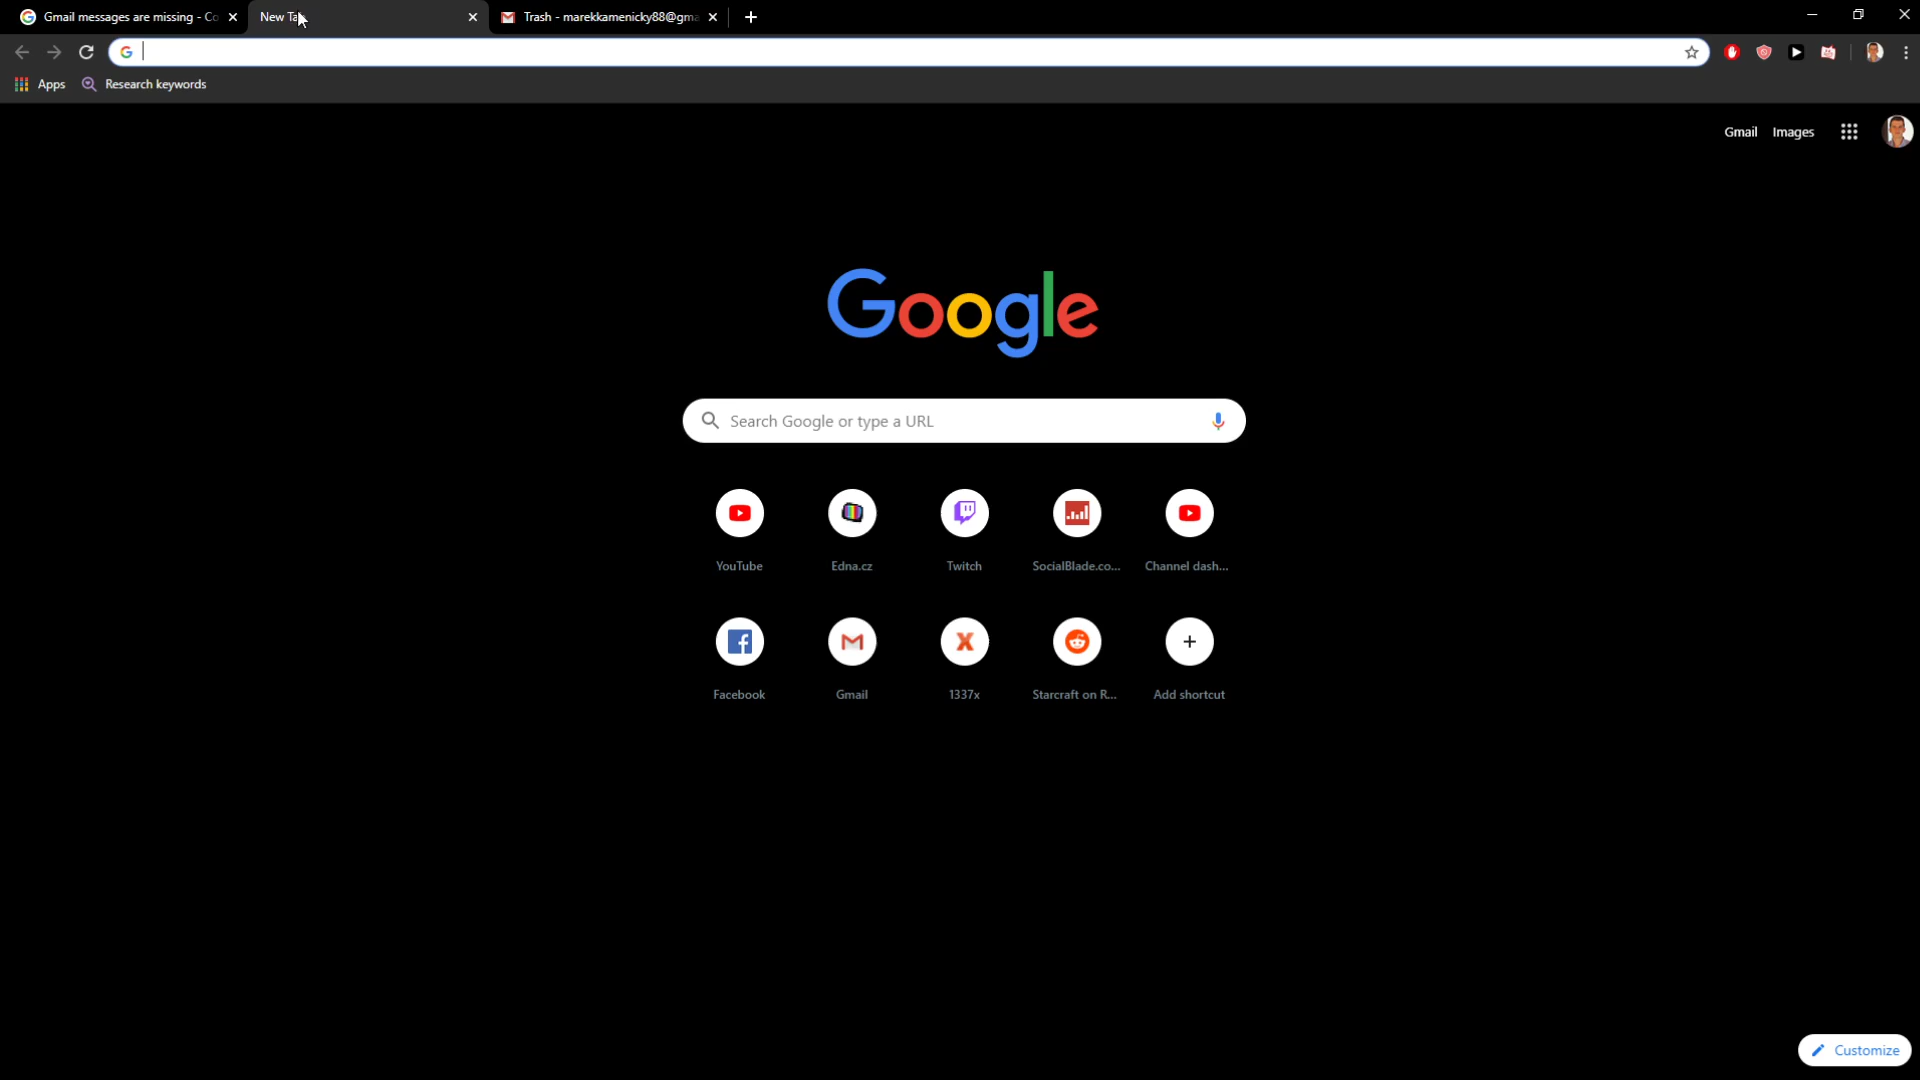 Gmail messages are missing - Co
New Ta
Trash - marekkamenicky88@gma
Apps
Research keywords
Gmail
Images
Google
Search Google or type a URL
YouTube
Edna.cz
Twitch
SocialBlade.co...
Channel dash...
Facebook
Gmail
1337x
Starcraft on R...
Add shortcut
Customize